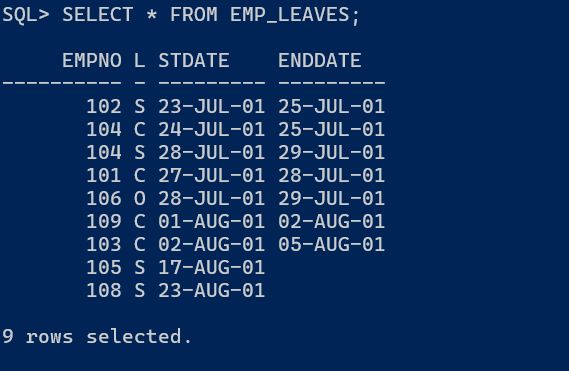 SQL> SELECT * FROM EMP_LEAVES;
     EMPNO L STDATE    ENDDATE
---------- - --------- ---------
       102 S 23-JUL-01 25-JUL-01
       104 C 24-JUL-01 25-JUL-01
       104 S 28-JUL-01 29-JUL-01
       101 C 27-JUL-01 28-JUL-01
       106 O 28-JUL-01 29-JUL-01
       109 C 01-AUG-01 02-AUG-01
       103 C 02-AUG-01 05-AUG-01
       105 S 17-AUG-01
       108 S 23-AUG-01
9 rows selected.